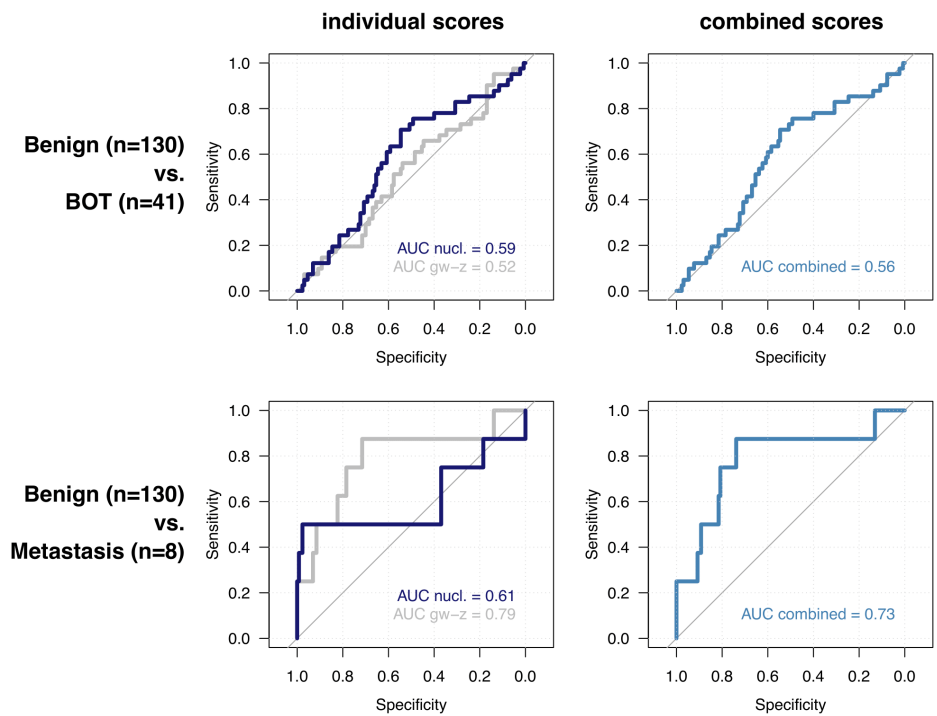 individual scores
combined scores
Benign (n=130)
vs.
BOT (n=41)
Sensitivity
1.0
0.8
0.6
0.4
0.2
0.0
AUC nucl. = 0.59
AUC gw-z = 0.52
1.0 0.8 0.6 0.4 0.2 0.0
Specificity
Sensitivity
1.0
0.8
0.6
0.4
0.2
0.0
AUC combined = 0.56
1.0 0.8 0.6 0.4 0.2 0.0
Specificity
Benign (n=130)
vs.
Metastasis (n=8)
Sensitivity
1.0
0.8
0.6
0.4
0.2
0.0
AUC nucl. = 0.61
AUC gw-z = 0.79
1.0 0.8 0.6 0.4 0.2 0.0
Specificity
Sensitivity
1.0
0.8
0.6
0.4
0.2
0.0
AUC combined = 0.73
1.0 0.8 0.6 0.4 0.2 0.0
Specificity